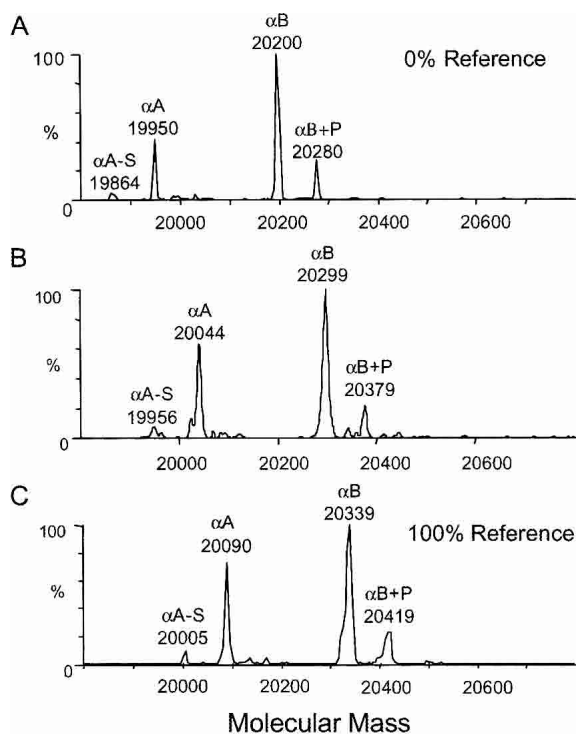 A
αB
20200
0% Reference
100
αA
19950
αB+P
20280
%
αA-S
19864
0
20000 20200 20400 20600
B
αB
20299
100
αA
20044
αB+P
20379
%
αA-S
19956
0
20000 20200 20400 20600
C
αB
20339
100% Reference
100
αA
20090
αB+P
20419
%
αA-S
20005
0
20000 20200 20400 20600
Molecular Mass